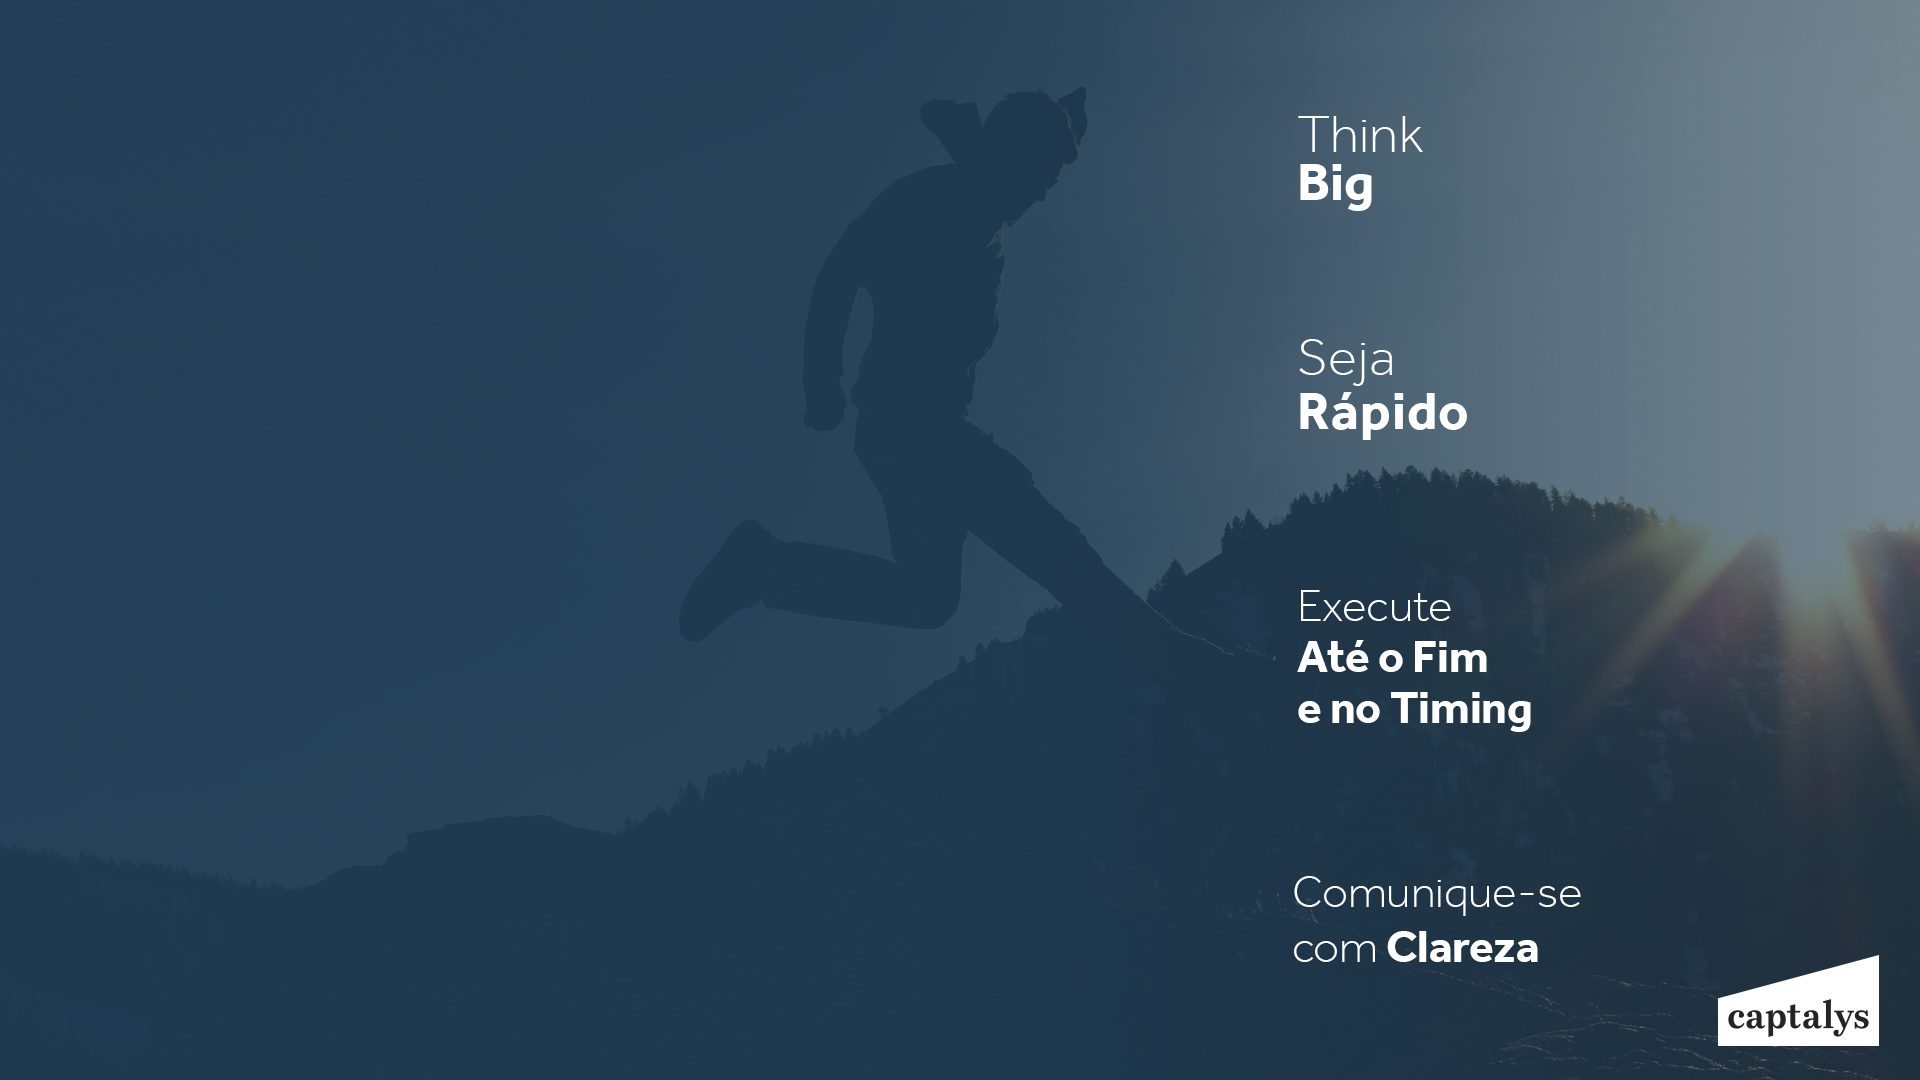 Think
Big
Seja
Rápido
Execute
Até o Fim
e no Timing
Comunique-se
com Clareza
captalys